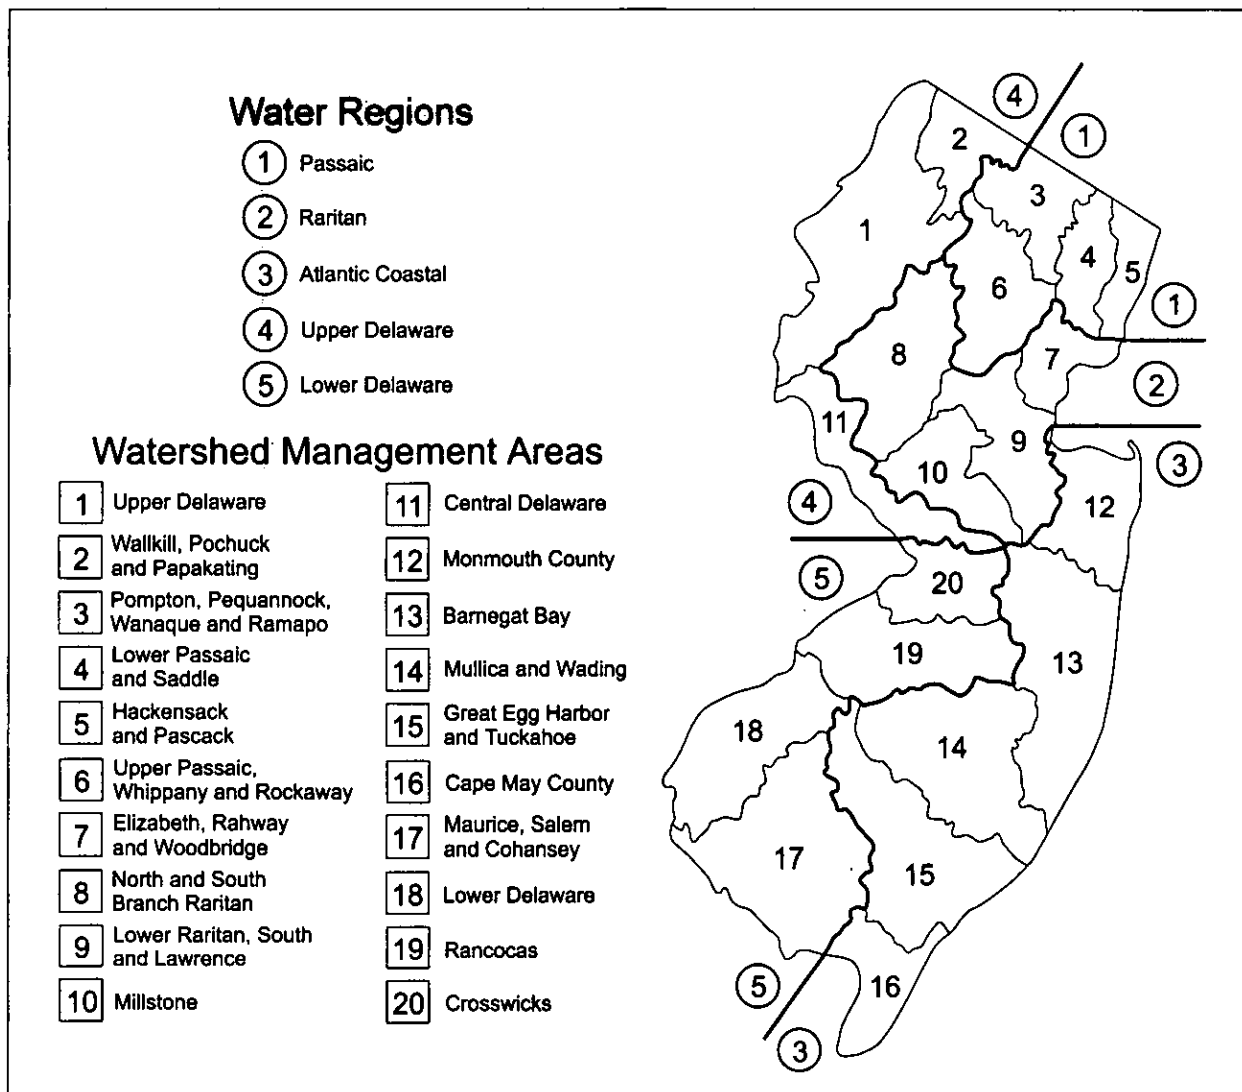 Water Regions
1 Passaic
2 Raritan
3 Atlantic Coastal
4 Upper Delaware
5 Lower Delaware
Watershed Management Areas
1 Upper Delaware
2 Wallkill, Pochuck
and Papakating
3 Pompton, Pequannock,
Wanaque and Ramapo
4 Lower Passaic
and Saddle
5 Hackensack
and Pascack
6 Upper Passaic,
Whippany and Rockaway
7 Elizabeth, Rahway
and Woodbridge
8 North and South
Branch Raritan
9 Lower Raritan, South
and Lawrence
10 Millstone
11 Central Delaware
12 Monmouth County
13 Barnegat Bay
14 Mullica and Wading
15 Great Egg Harbor
and Tuckahoe
16 Cape May County
17 Maurice, Salem
and Cohansey
18 Lower Delaware
19 Rancocas
20 Crosswicks
4
1
2
3
1
4
5
6
1
8
7
2
11
9
10
3
4
12
5
20
19
13
18
14
17
15
5
16
3